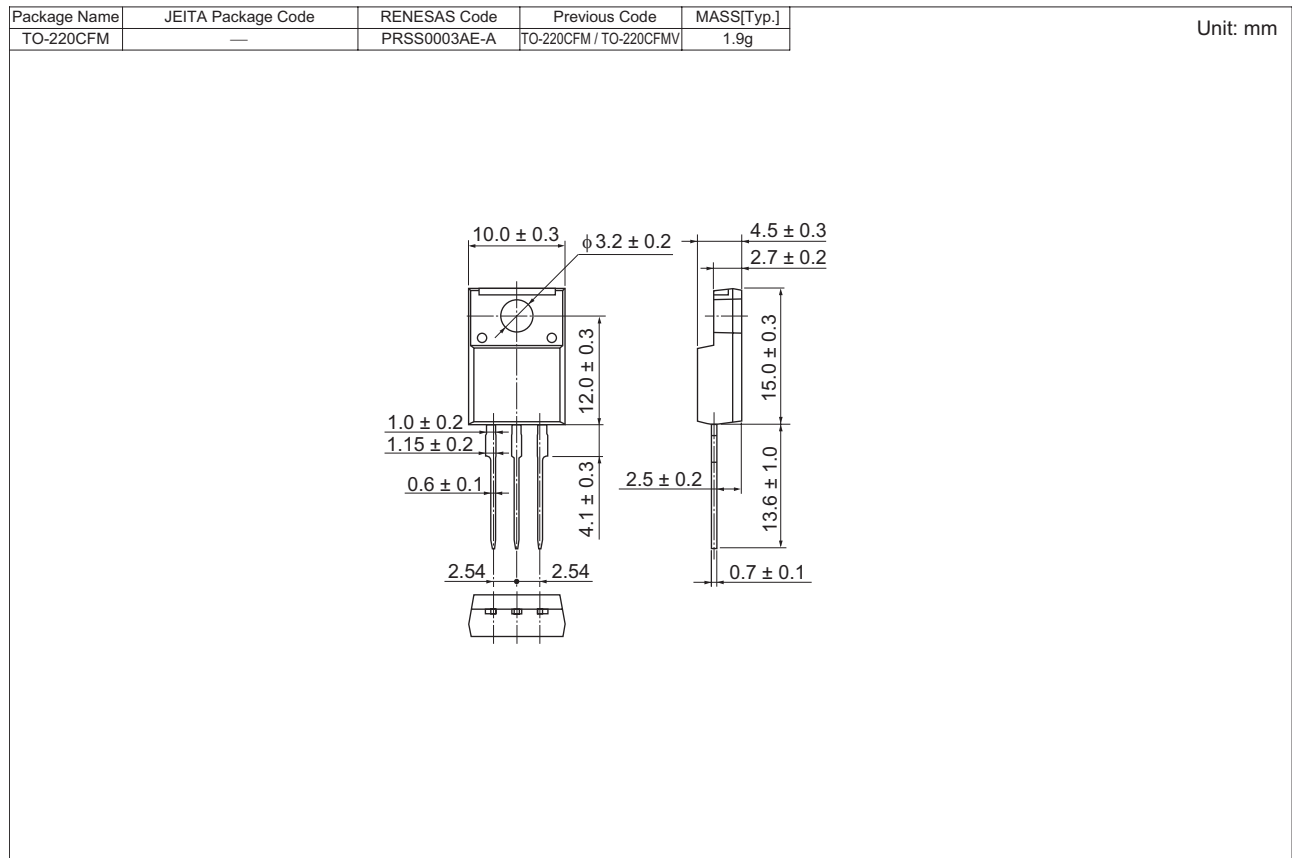 Package Name JEITA Package Code RENESAS Code Previous Code MASS[Typ.]
TO-220CFM — PRSS0003AE-A TO-220CFM / TO-220CFMV 1.9g
Unit: mm
10.0 ± 0.3
ϕ 3.2 ± 0.2
4.5 ± 0.3
2.7 ± 0.2
12.0 ± 0.3
15.0 ± 0.3
1.0 ± 0.2
1.15 ± 0.2
0.6 ± 0.1
4.1 ± 0.3
2.5 ± 0.2
13.6 ± 1.0
2.54
2.54
0.7 ± 0.1